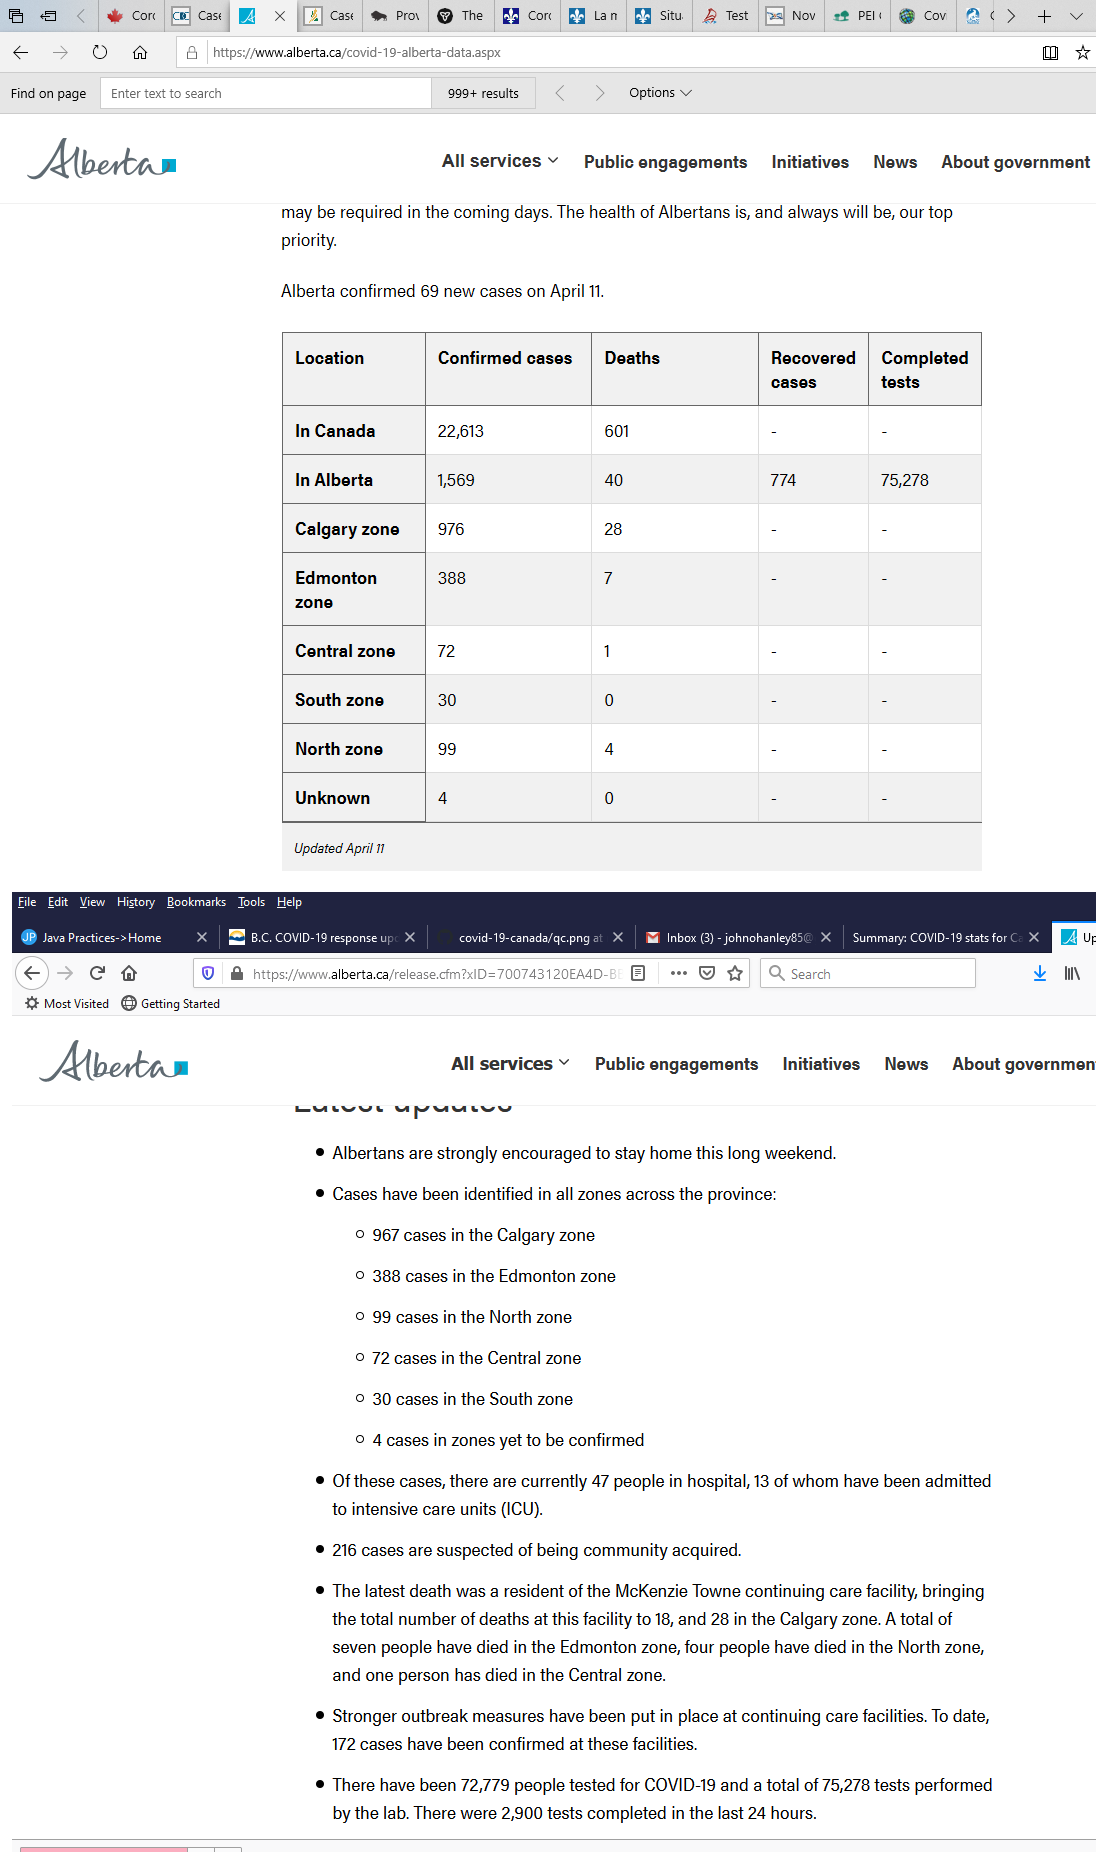 Corc
Case
Case
Prov
The
Corc
La n
Situ
Test
Nov
PEI
Cov
https://www.alberta.ca/covid-19-alberta-data.aspx
Find on page Enter text to search 999+ results Options
Alberta All services Public engagements Initiatives News About government
may be required in the coming days. The health of Albertans is, and always will be, our top
priority.
Alberta confirmed 69 new cases on April 11.
Location Confirmed cases Deaths Recovered cases Completed tests
In Canada 22,613 601 - -
In Alberta 1,569 40 774 75,278
Calgary zone 976 28 - -
Edmonton zone 388 7 - -
Central zone 72 1 - -
South zone 30 0 - -
North zone 99 4 - -
Unknown 4 0 - -
Updated April 11
File Edit View History Bookmarks Tools Help
JP Java Practices->Home B.C. COVID-19 response upd covid-19-canada/qc.png at Inbox (3) - johnohanley85@ Summary: COVID-19 stats for Ca Up
https://www.alberta.ca/release.cfm?xID=700743120EA4D-BE Search
Most Visited Getting Started
Alberta All services Public engagements Initiatives News About governmen
Latest updates
Albertans are strongly encouraged to stay home this long weekend.
Cases have been identified in all zones across the province:
967 cases in the Calgary zone
388 cases in the Edmonton zone
99 cases in the North zone
72 cases in the Central zone
30 cases in the South zone
4 cases in zones yet to be confirmed
Of these cases, there are currently 47 people in hospital, 13 of whom have been admitted
to intensive care units (ICU).
216 cases are suspected of being community acquired.
The latest death was a resident of the McKenzie Towne continuing care facility, bringing
the total number of deaths at this facility to 18, and 28 in the Calgary zone. A total of
seven people have died in the Edmonton zone, four people have died in the North zone,
and one person has died in the Central zone.
Stronger outbreak measures have been put in place at continuing care facilities. To date,
172 cases have been confirmed at these facilities.
There have been 72,779 people tested for COVID-19 and a total of 75,278 tests performed
by the lab. There were 2,900 tests completed in the last 24 hours.